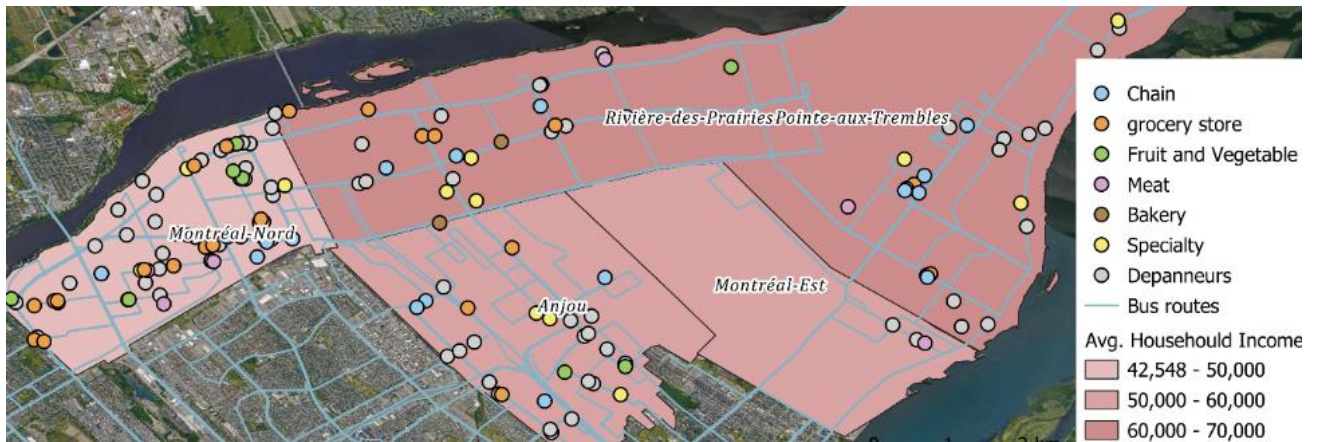 Rivière-des-Prairies Pointe-aux-Trembles
Montréal-Nord
Anjou
Montréal-Est
Chain
grocery store
Fruit and Vegetable
Meat
Bakery
Specialty
Depanneurs
Bus routes
Avg. Househould Income
42,548 - 50,000
50,000 - 60,000
60,000 - 70,000